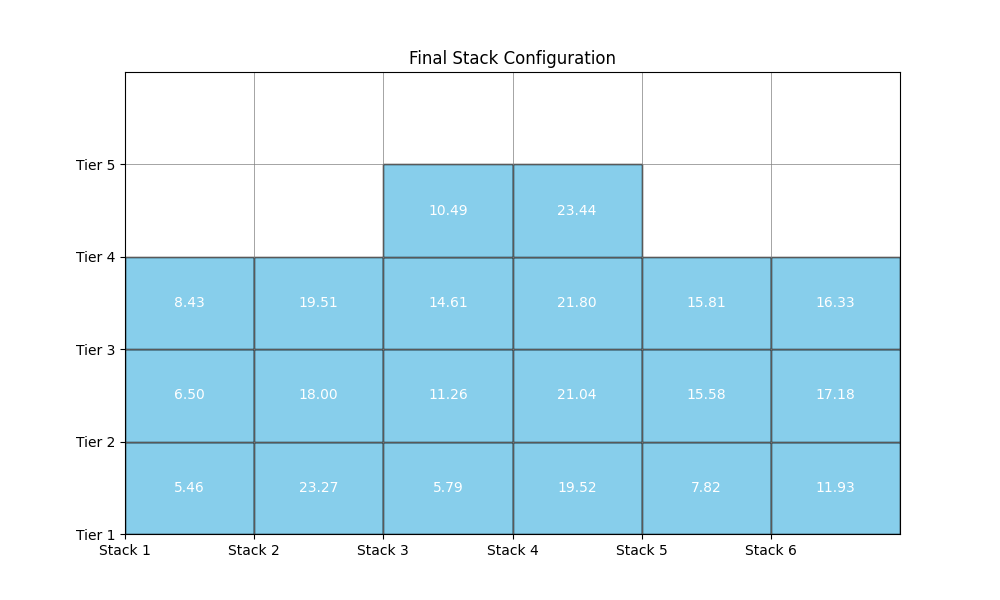 Final Stack Configuration
Tier 5
10.49 23.44
Tier 4
8.43 19.51 14.61 21.80 15.81 16.33
Tier 3
6.50 18.00 11.26 21.04 15.58 17.18
Tier 2
5.46 23.27 5.79 19.52 7.82 11.93
Tier 1
Stack 1 Stack 2 Stack 3 Stack 4 Stack 5 Stack 6